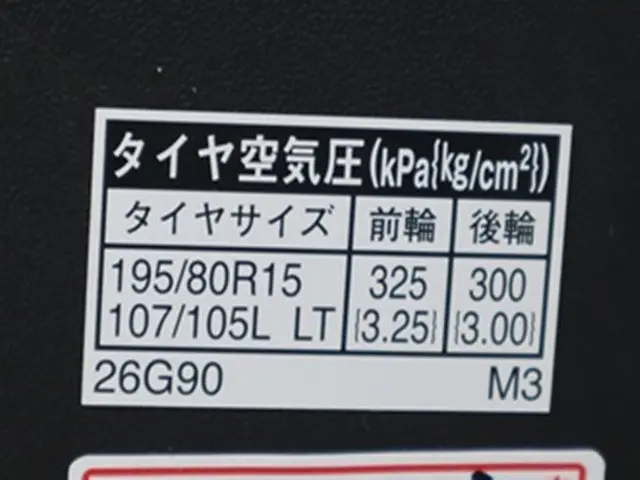 タイヤ空気圧(kPa{kg/cm²})
タイヤサイズ 前輪 後輪
195/80R15 325 300
107/105L LT {3.25} {3.00}
26G90 M3